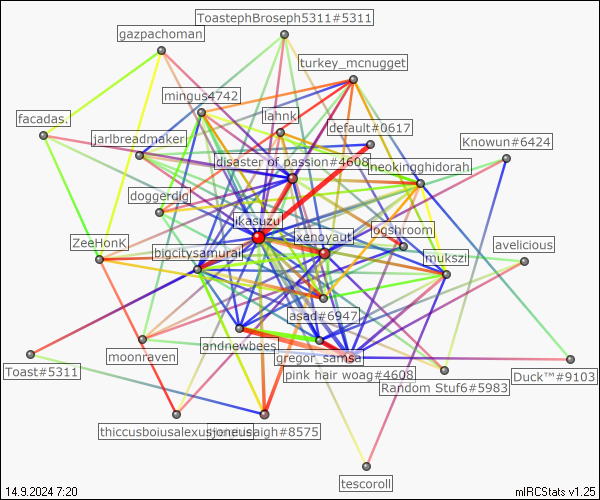 ToastephBroseph5311#5311
gazpachoman
turkey_mcnugget
mingus4742
lahnk
facadas.
default#0617
jarlbreadmaker
Knowun#6424
disaster of passion#4608
neokingghidorah
doggerdig
ikasuzu
bgshroom
xenoyaut
ZeeHonK
bigcitysamurai
avelicious
mukszi
asad#6947
andnewbees
moonraven
gregor_samsa
Toast#5311
pink hair woag#4608
Duck™#9103
Random Stuf6#5983
thiccusboiusalexus
#8575
tescoroll
14.9.2024 7:20
mIRCStats v1.25